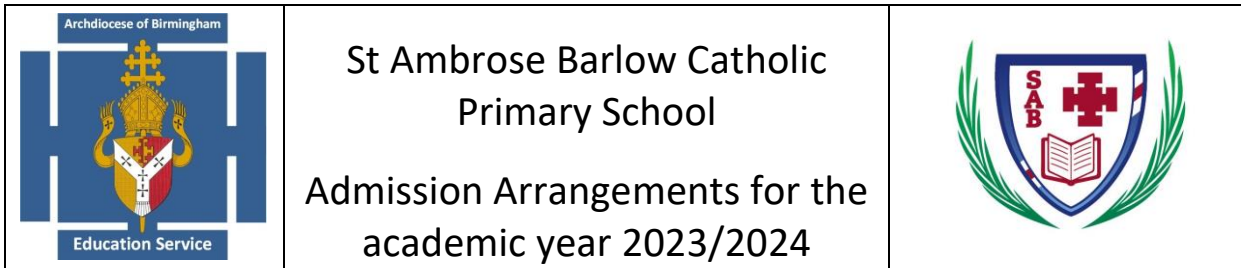 Archdiocese of Birmingham
Education Service
St Ambrose Barlow Catholic
Primary School
Admission Arrangements for the
academic year 2023/2024
SAB